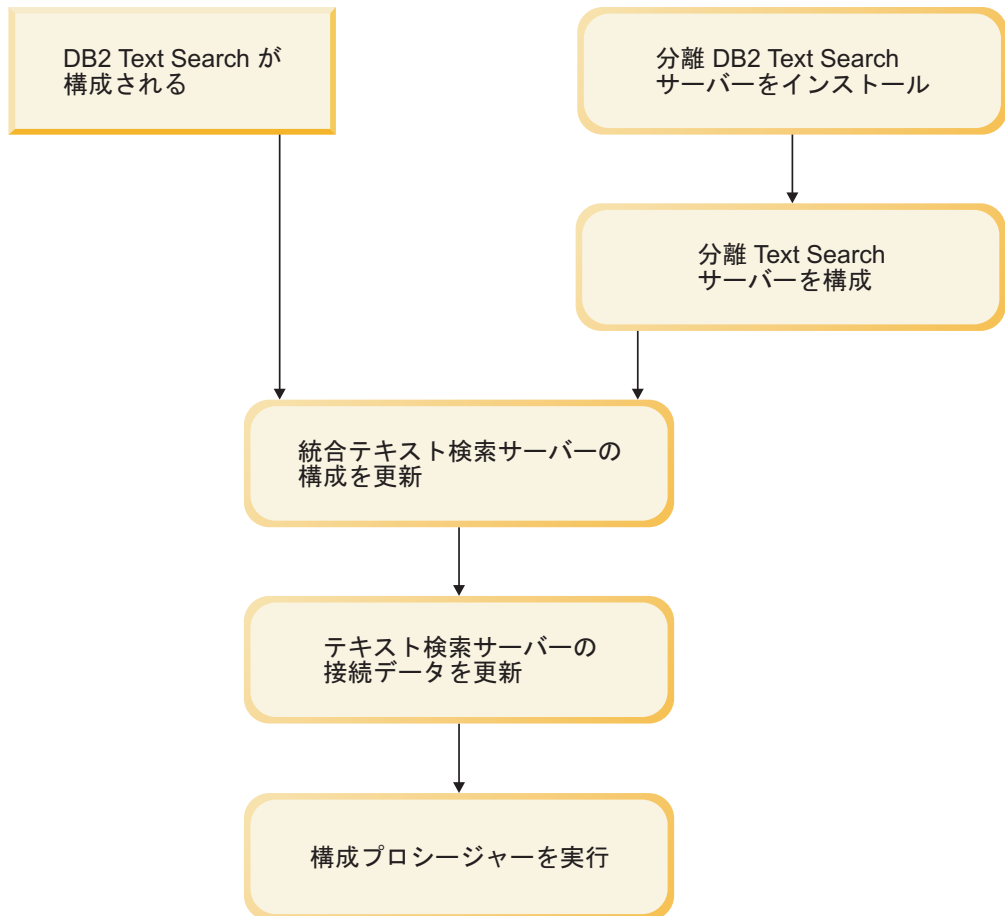 DB2 Text Search が
構成される
分離 DB2 Text Search
サーバーをインストール
分離 Text Search
サーバーを構成
統合テキスト検索サーバーの
構成を更新
テキスト検索サーバーの
接続データを更新
構成プロシージャーを実行